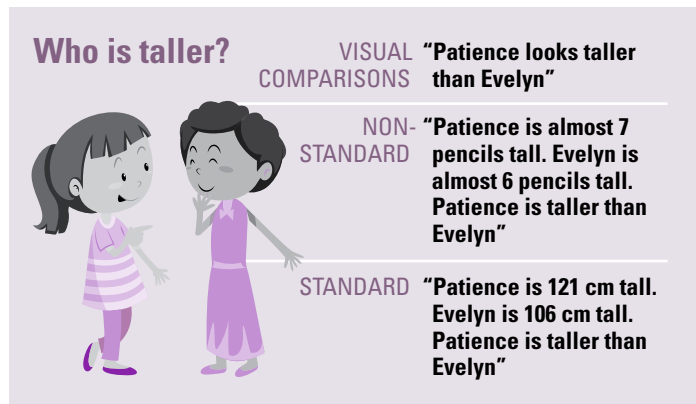 Who is taller?
VISUAL COMPARISONS
“Patience looks taller
than Evelyn”
NON-
STANDARD
“Patience is almost 7
pencils tall. Evelyn is
almost 6 pencils tall.
Patience is taller than
Evelyn”
STANDARD
“Patience is 121 cm tall.
Evelyn is 106 cm tall.
Patience is taller than
Evelyn”